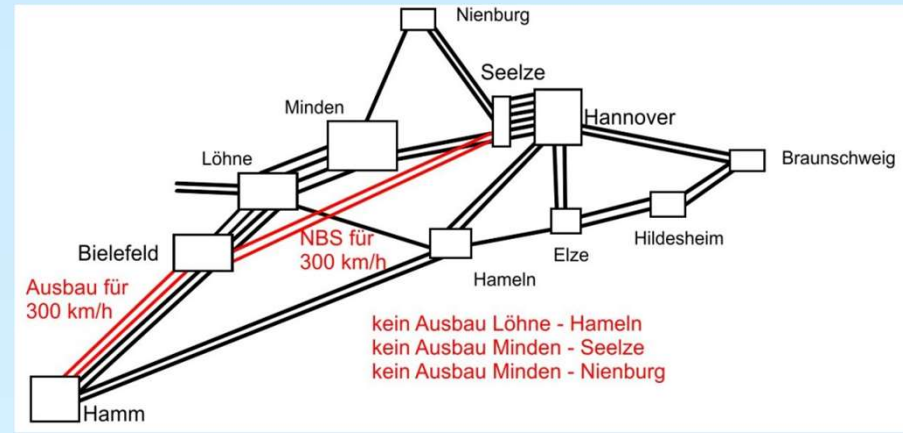 Nienburg
Seelze
Minden
Hannover
Löhne
Braunschweig
Hildesheim
Elze
NBS für
300 km/h
Bielefeld
Hameln
Ausbau für
300 km/h
kein Ausbau Löhne - Hameln
kein Ausbau Minden - Seelze
kein Ausbau Minden - Nienburg
Hamm